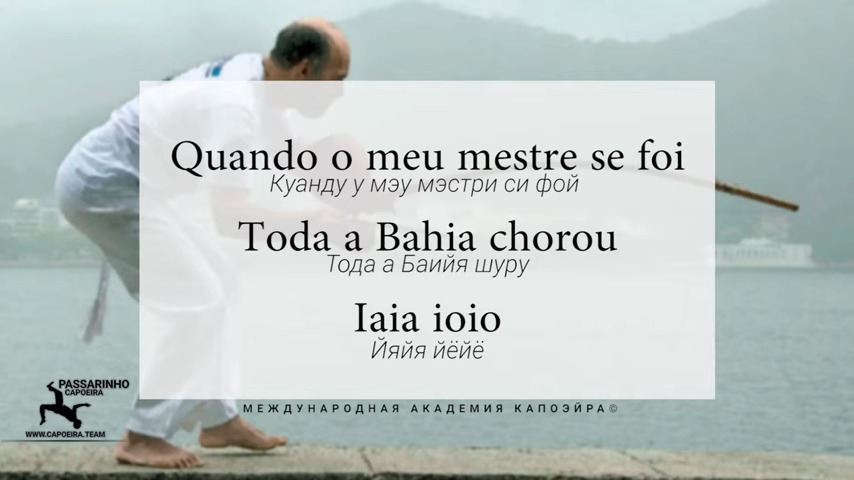 Quando o meu mestre se foi
Куанду у мэу мэстри си фой
Toda a Bahia chorou
Тода а Баийя шуру
Iaia ioio
Йяйя йёйё
PASSARINHO
CAPOEIRA
WWW.CAPOEIRA.TEAM
МЕЖДУНАРОДНАЯ АКАДЕМИЯ КАПОЭЙРА©